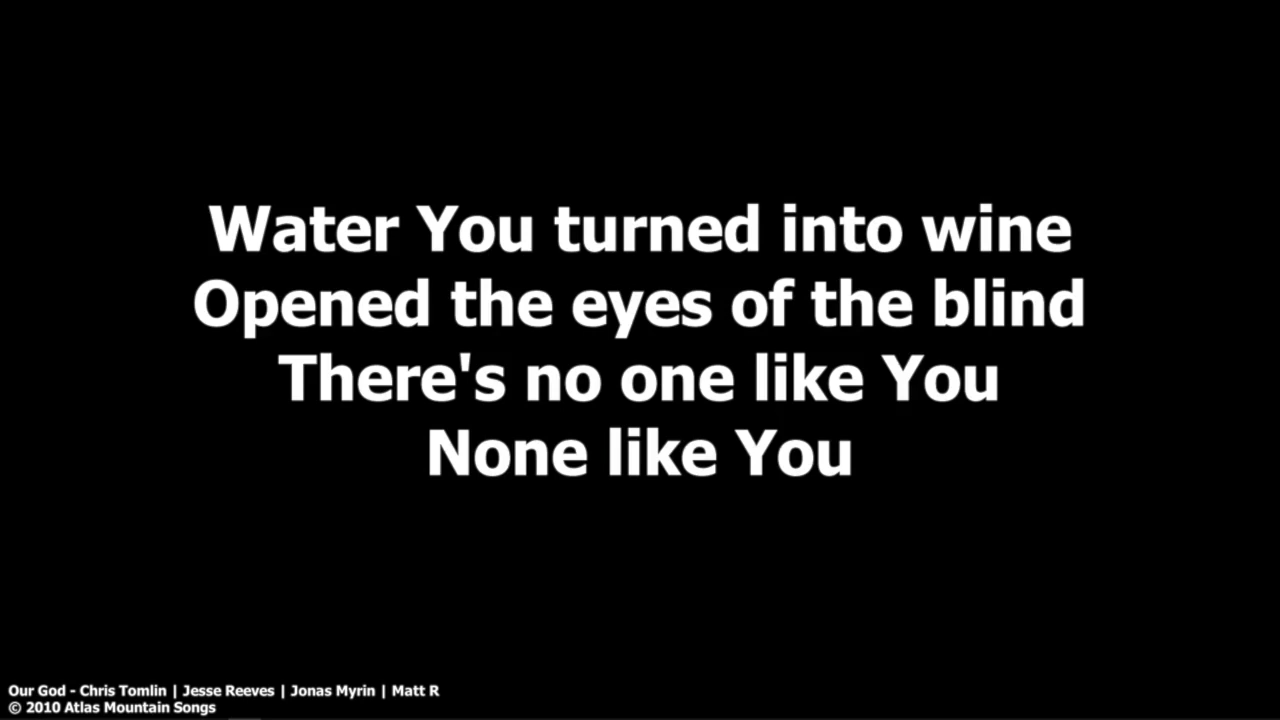 Water You turned into wine
Opened the eyes of the blind
There's no one like You
None like You
Our God - Chris Tomlin | Jesse Reeves | Jonas Myrin | Matt R
© 2010 Atlas Mountain Songs